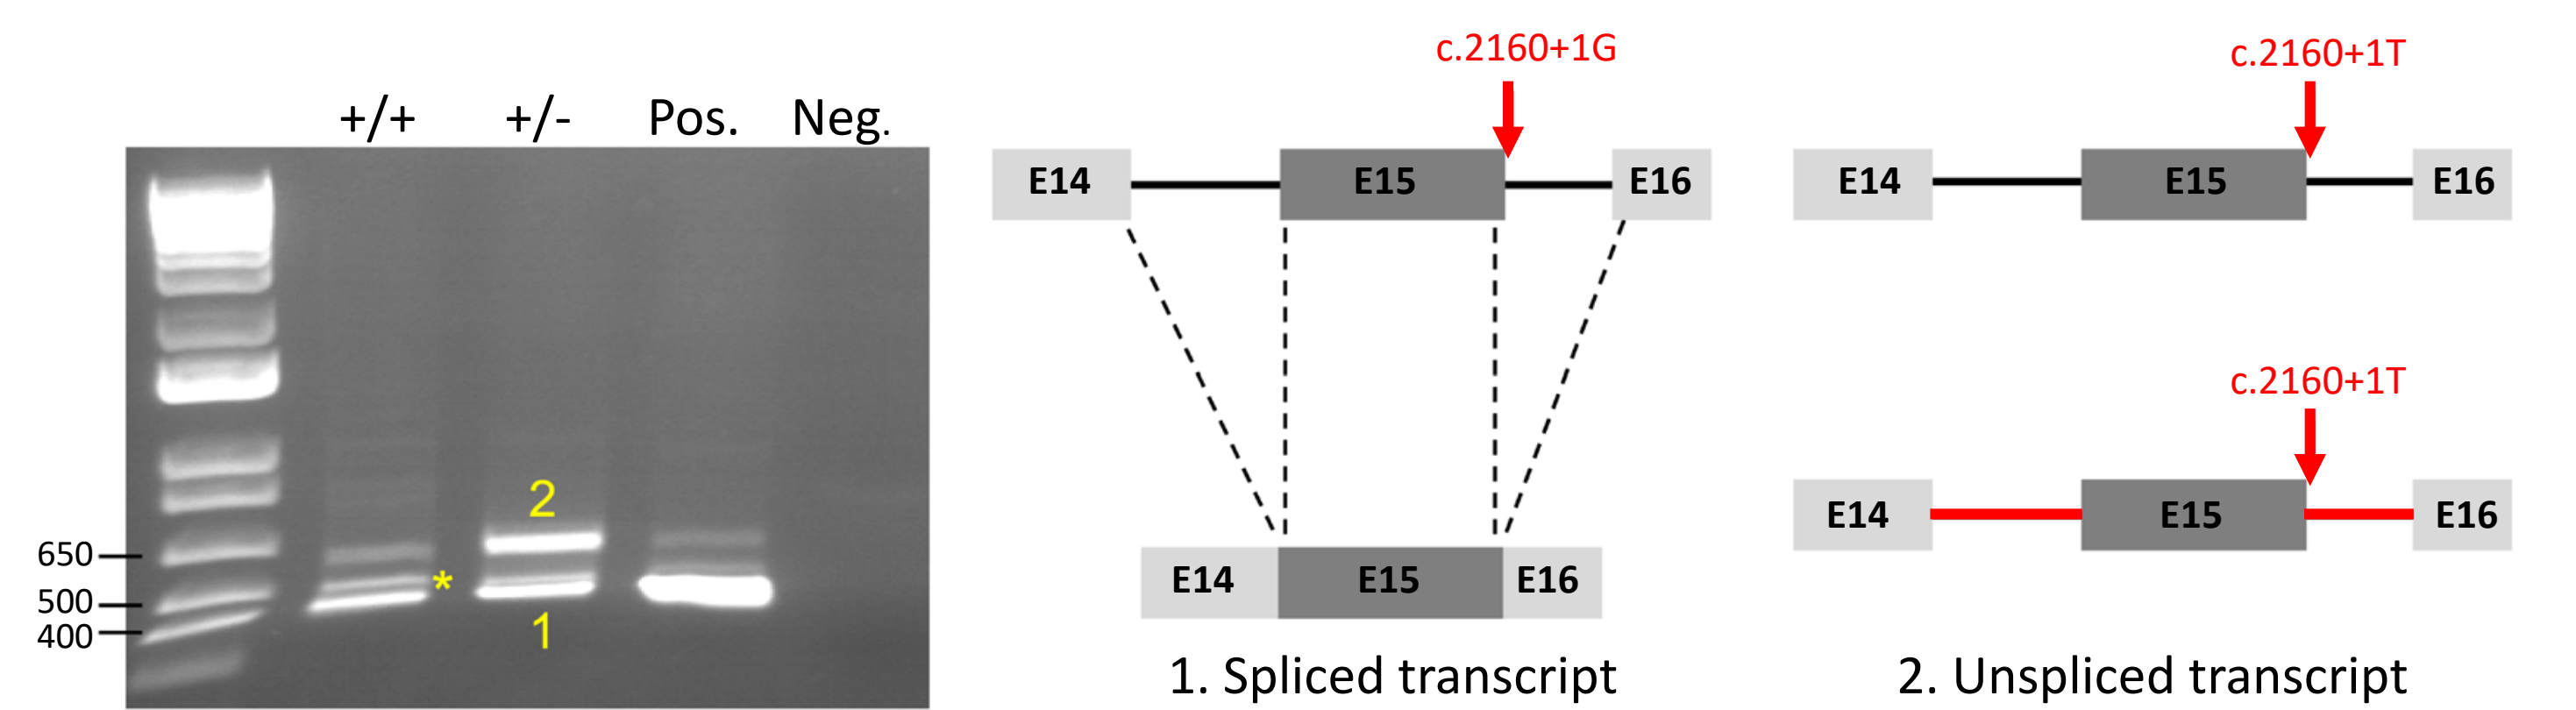 +/+ +/- Pos. Neg.
650
500
400
*
2
1
c.2160+1G
E14 E15 E16
E14 E15 E16
1. Spliced transcript
c.2160+1T
E14 E15 E16
c.2160+1T
E14 E15 E16
2. Unspliced transcript